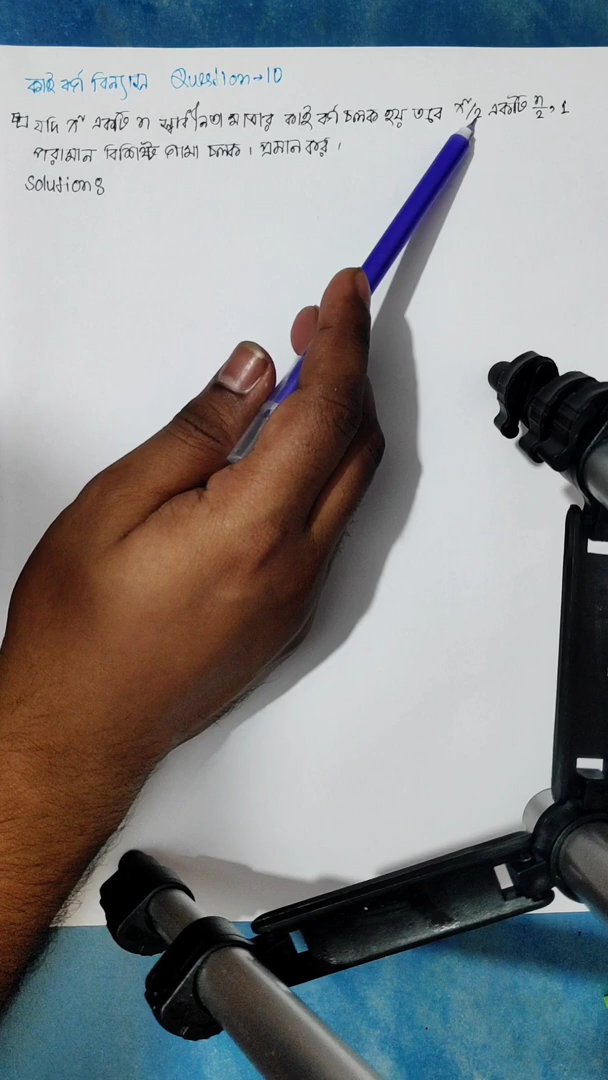 কাই বর্গ বিন্যাস Question→10
যদি x² একটি n স্বাধীনতা মাত্রার কাই বর্গ চলক হয় তবে x²/2 একটি n/2, 1
পরামান বিশিষ্ট গামা চলক। প্রমান কর।
Solution: